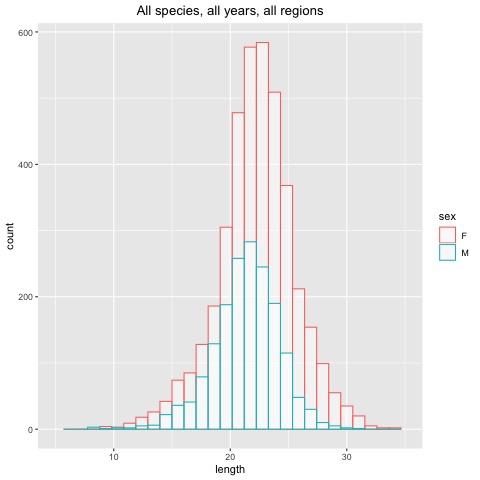 All species, all years, all regions
600
400
200
0
10 20 30
length
count
sex
F
M